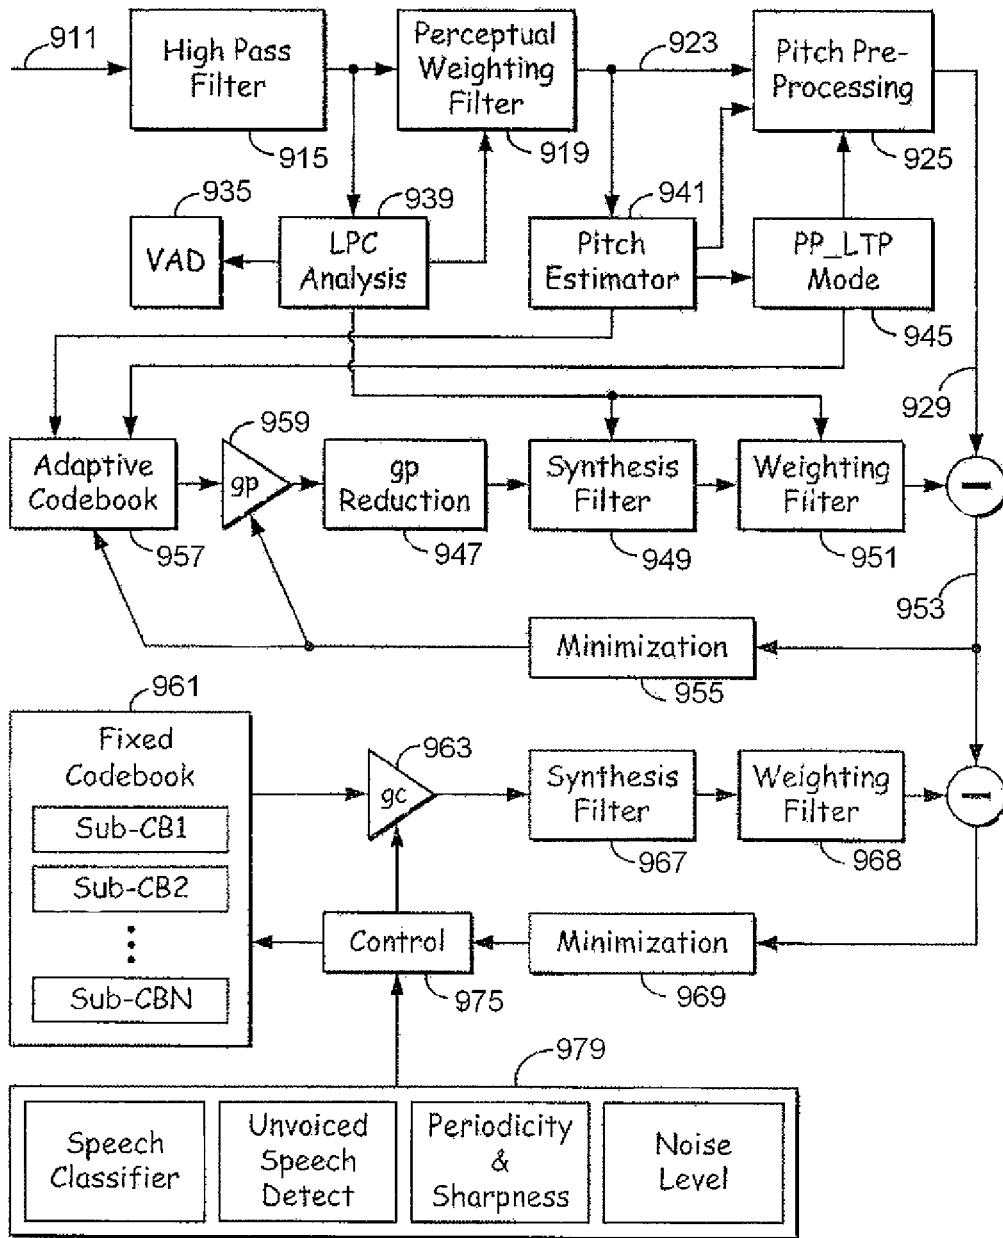 911
High Pass
Filter
915
Perceptual
Weighting
Filter
919
923
Pitch Pre-
Processing
925
935
VAD
939
LPC
Analysis
941
Pitch
Estimator
PP_LTP
Mode
945
929
Adaptive
Codebook
957
959
gp
gp
Reduction
947
Synthesis
Filter
949
Weighting
Filter
951
953
Minimization
955
961
Fixed
Codebook
Sub-CB1
Sub-CB2
Sub-CBN
963
gc
Synthesis
Filter
967
Weighting
Filter
968
Control
975
Minimization
969
979
Speech
Classifier
Unvoiced
Speech
Detect
Periodicity
&
Sharpness
Noise
Level